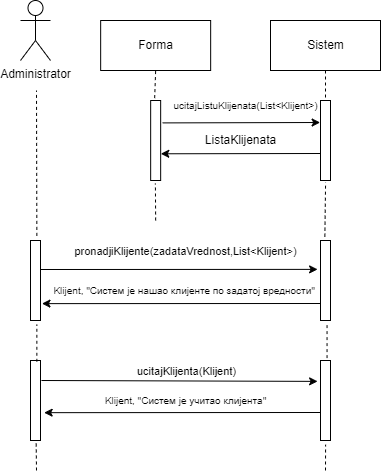 Administrator
Forma
Sistem
ucitajListuKlijenata(List<Klijent>)
ListaKlijenata
pronadjiKlijente(zadataVrednost,List<Klijent>)
Klijent, "Систем је нашао клијенте по задатој вредности"
ucitajKlijenta(Klijent)
Klijent, "Систем је учитао клијента"